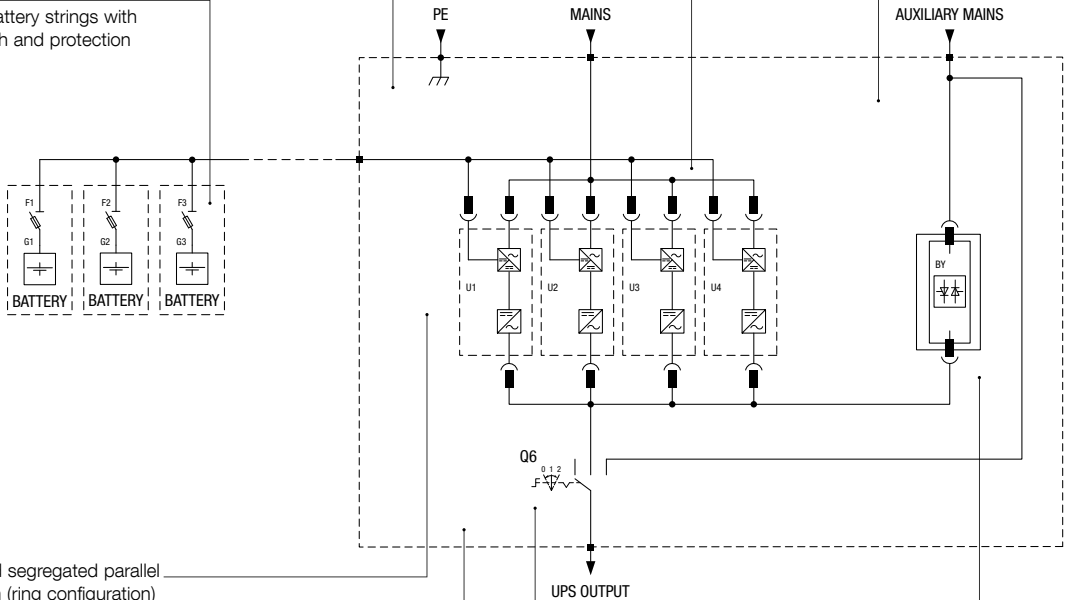 attery strings with
h and protection
PE
MAINS
AUXILIARY MAINS
F1
F2
F3
G1
G2
G3
BATTERY
BATTERY
BATTERY
U1
U2
U3
U4
BY
Q6
0 1 2
segregated parallel
(ring configuration)
UPS OUTPUT